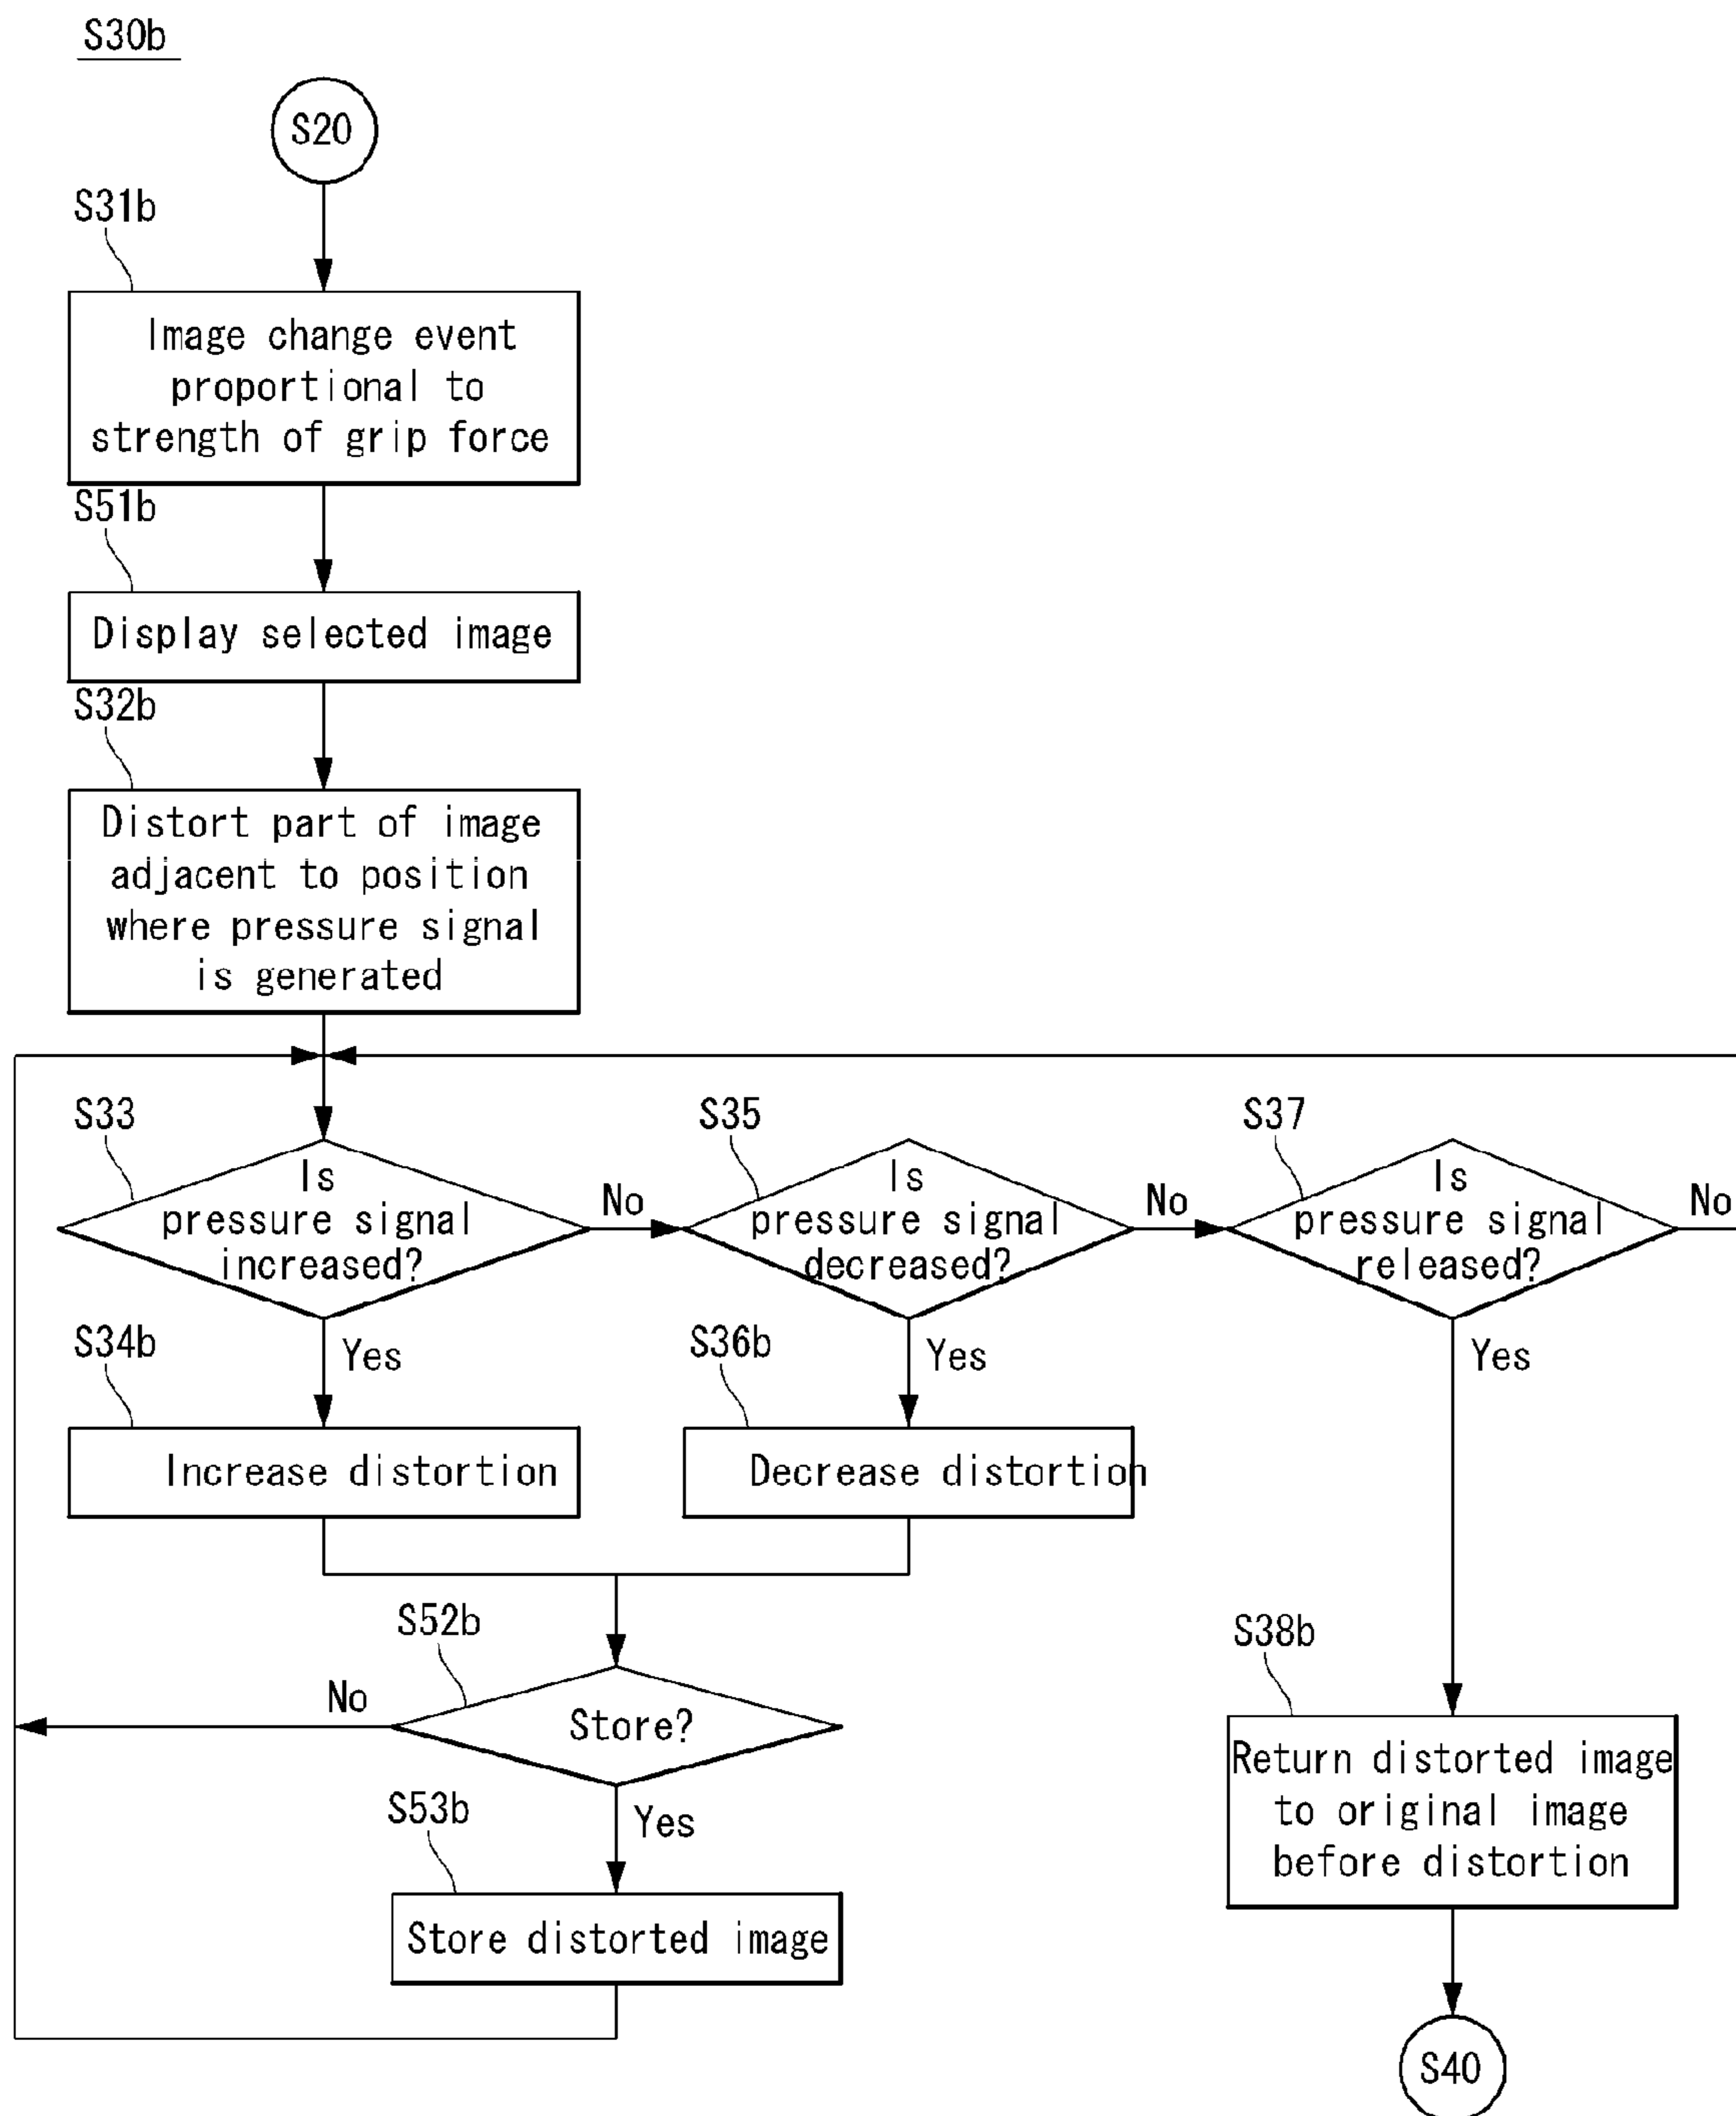 S30b
S20
S31b
Image change event
proportional to
strength of grip force
S51b
Display selected image
S32b
Distort part of image
adjacent to position
where pressure signal
is generated
S33
Is
pressure signal
increased?
No
S35
Is
pressure signal
decreased?
No
S37
Is
pressure signal
released?
No
S34b
Yes
Increase distortion
S36b
Yes
Decrease distortion
Yes
S52b
Store?
No
S53b
Yes
Store distorted image
S38b
Return distorted image
to original image
before distortion
S40